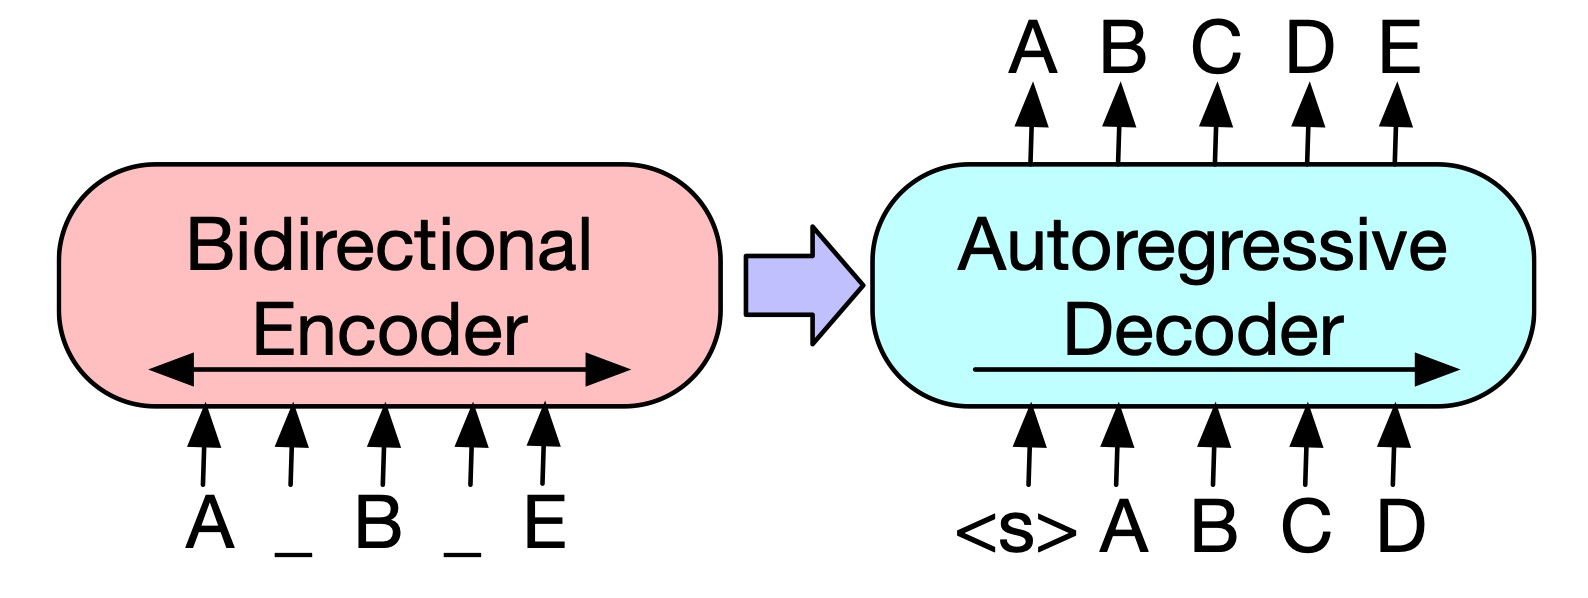 A B C D E
Bidirectional
Encoder
Autoregressive
Decoder
A _ B _ E
<s> A B C D